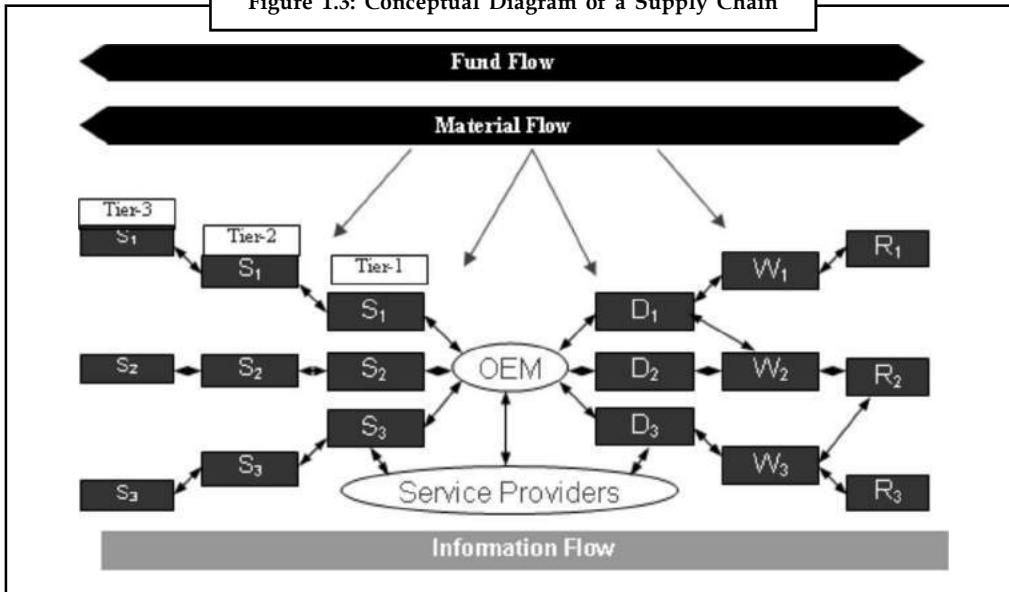 Figure 1.3: Conceptual Diagram of a Supply Chain
Fund Flow
Material Flow
Tier-3
S1
Tier-2
S1
Tier-1
S1
D1
W1
R1
S2
S2
S2
OEM
D2
W2
R2
S3
S3
S3
D3
W3
R3
Service Providers
Information Flow